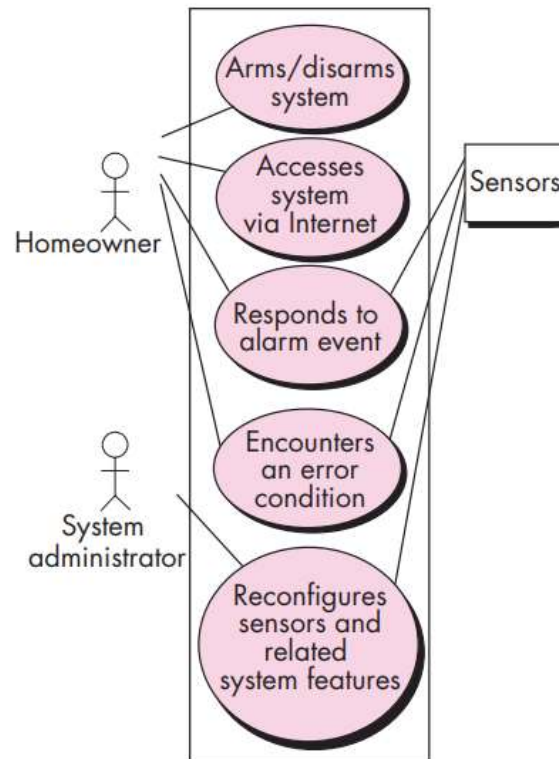 Arms/disarms
system
Accesses
system
via Internet
Sensors
Homeowner
Responds to
alarm event
Encounters
an error
condition
System
administrator
Reconfigures
sensors and
related
system features